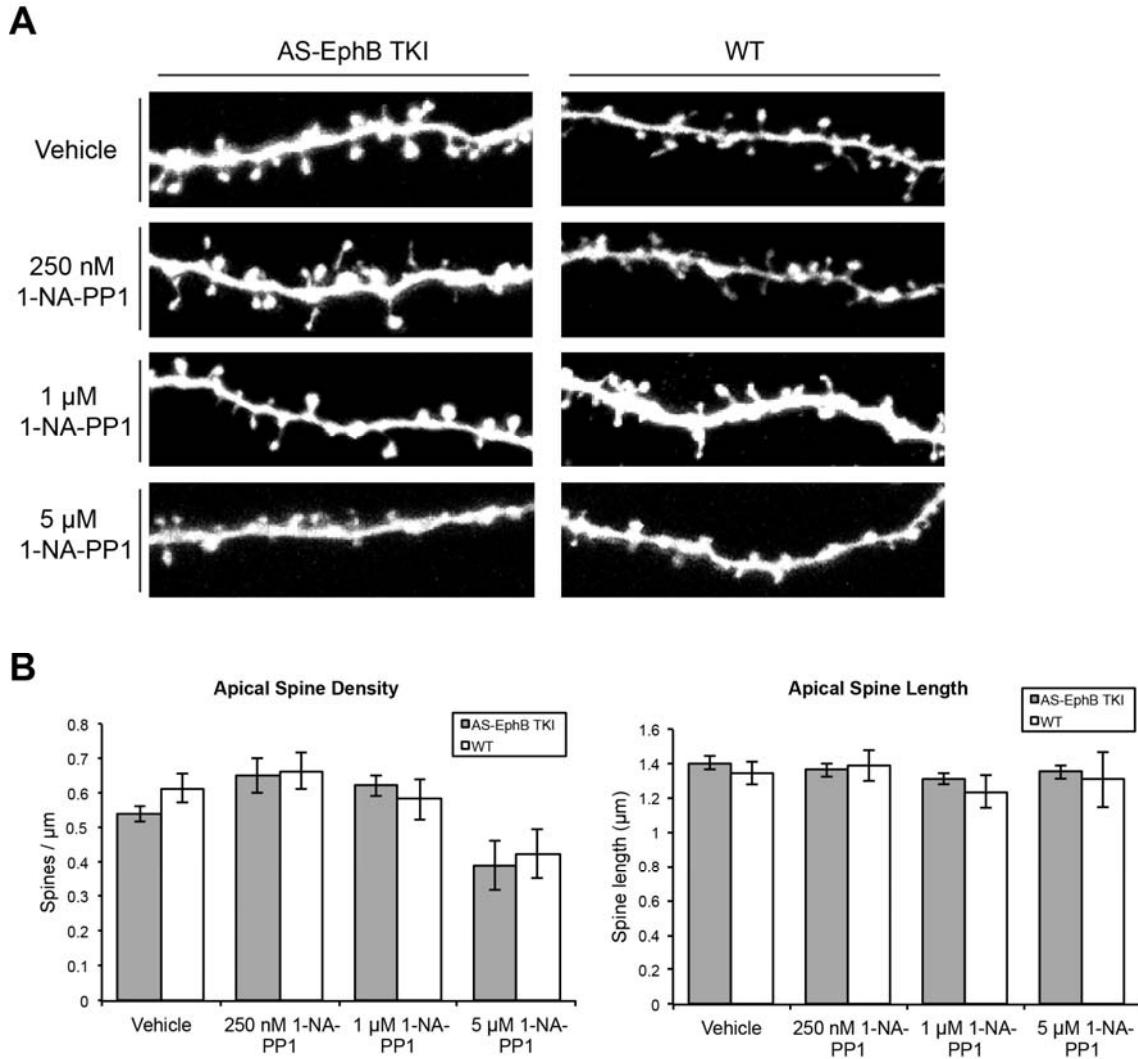 A
AS-EphB TKI
WT
Vehicle
250 nM
1-NA-PP1
1 µM
1-NA-PP1
5 µM
1-NA-PP1
B
Apical Spine Density
AS-EphB TKI
WT
Spines / µm
0.8
0.7
0.6
0.5
0.4
0.3
0.2
0.1
0
Vehicle
250 nM 1-NA-
PP1
1 µM 1-NA-
PP1
5 µM 1-NA-
PP1
Apical Spine Length
AS-EphB TKI
WT
Spine length (µm)
1.6
1.4
1.2
1
0.8
0.6
0.4
0.2
0
Vehicle
250 nM 1-NA-
PP1
1 µM 1-NA-
PP1
5 µM 1-NA-
PP1